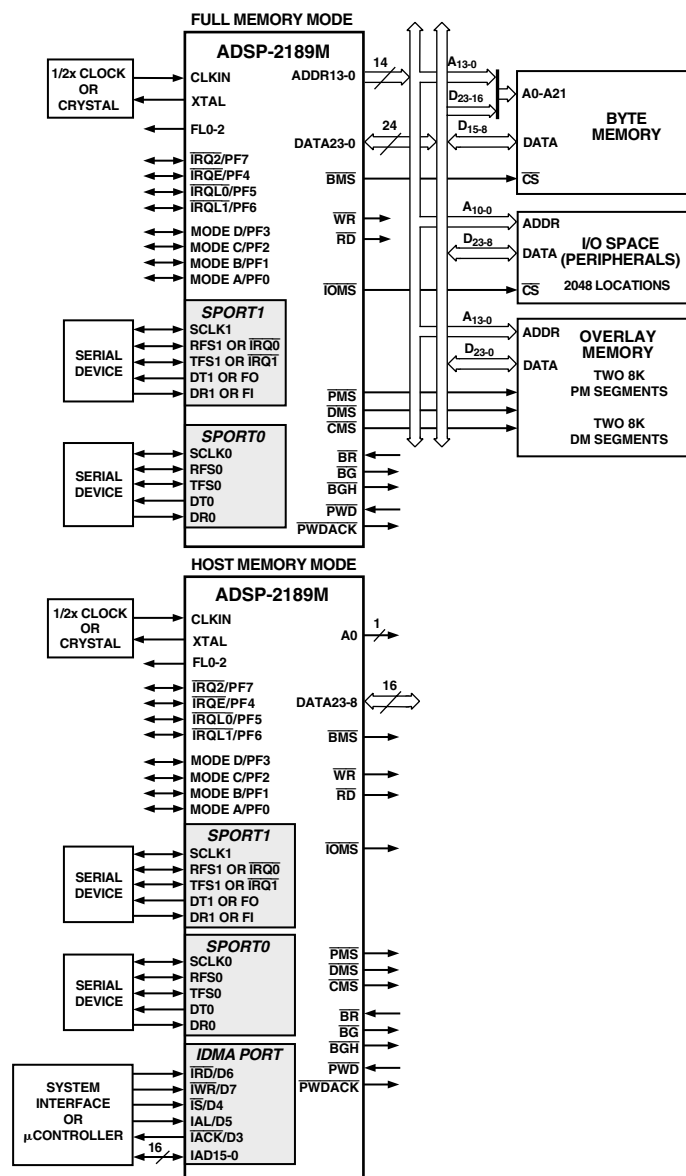 FULL MEMORY MODE
ADSP-2189M
1/2x CLOCK
OR
CRYSTAL
CLKIN
XTAL
FL0-2
IRQ2/PF7
IRQE/PF4
IRQL0/PF5
IRQL1/PF6
MODE D/PF3
MODE C/PF2
MODE B/PF1
MODE A/PF0
SERIAL
DEVICE
SPORT1
SCLK1
RFS1 OR IRQ0
TFS1 OR IRQ1
DT1 OR FO
DR1 OR FI
SERIAL
DEVICE
SPORT0
SCLK0
RFS0
TFS0
DT0
DR0
ADDR13-0
14
DATA23-0
24
BMS
WR
RD
IOMS
PMS
DMS
CMS
BR
BG
BGH
PWD
PWDACK
A13-0
D23-16
D15-8
A0-A21
BYTE
MEMORY
DATA
CS
A10-0
D23-8
ADDR
I/O SPACE
(PERIPHERALS)
DATA
2048 LOCATIONS
CS
A13-0
D23-0
ADDR
OVERLAY
MEMORY
DATA
TWO 8K
PM SEGMENTS
TWO 8K
DM SEGMENTS
HOST MEMORY MODE
ADSP-2189M
1/2x CLOCK
OR
CRYSTAL
CLKIN
XTAL
FL0-2
IRQ2/PF7
IRQE/PF4
IRQL0/PF5
IRQL1/PF6
MODE D/PF3
MODE C/PF2
MODE B/PF1
MODE A/PF0
SERIAL
DEVICE
SPORT1
SCLK1
RFS1 OR IRQ0
TFS1 OR IRQ1
DT1 OR FO
DR1 OR FI
SERIAL
DEVICE
SPORT0
SCLK0
RFS0
TFS0
DT0
DR0
SYSTEM
INTERFACE
OR
μCONTROLLER
IDMA PORT
IRD/D6
IWR/D7
IS/D4
IAL/D5
IACK/D3
16
IAD15-0
A0
1
DATA23-8
16
BMS
WR
RD
IOMS
PMS
DMS
CMS
BR
BG
BGH
PWD
PWDACK